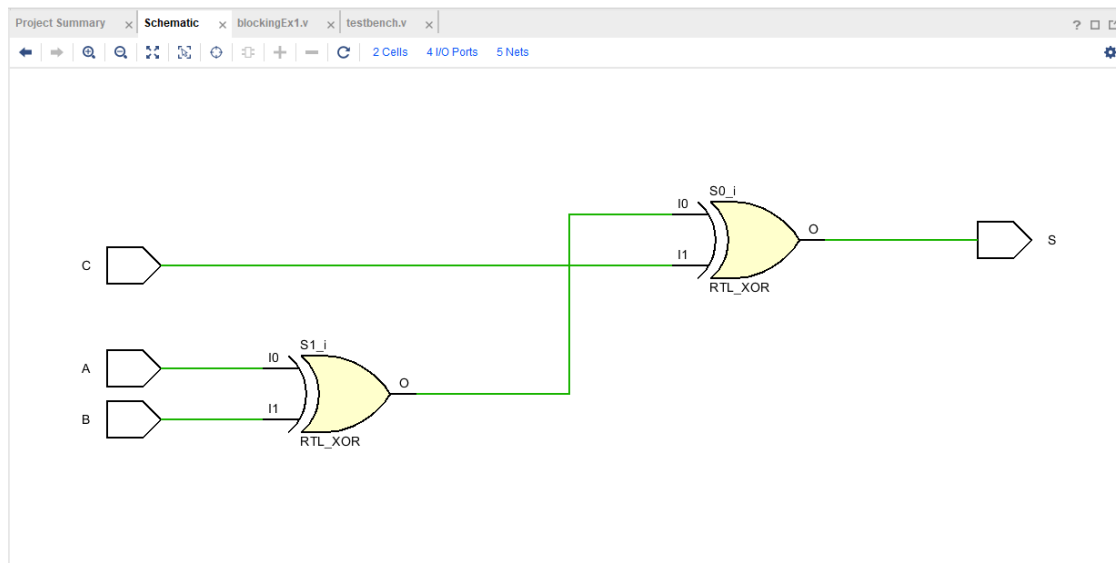 Project Summary × Schematic × blockingEx1.v × testbench.v × ?
2 Cells 4 I/O Ports 5 Nets
S0_i
I0
O
S
C
I1
RTL_XOR
S1_i
A
I0
O
B
I1
RTL_XOR